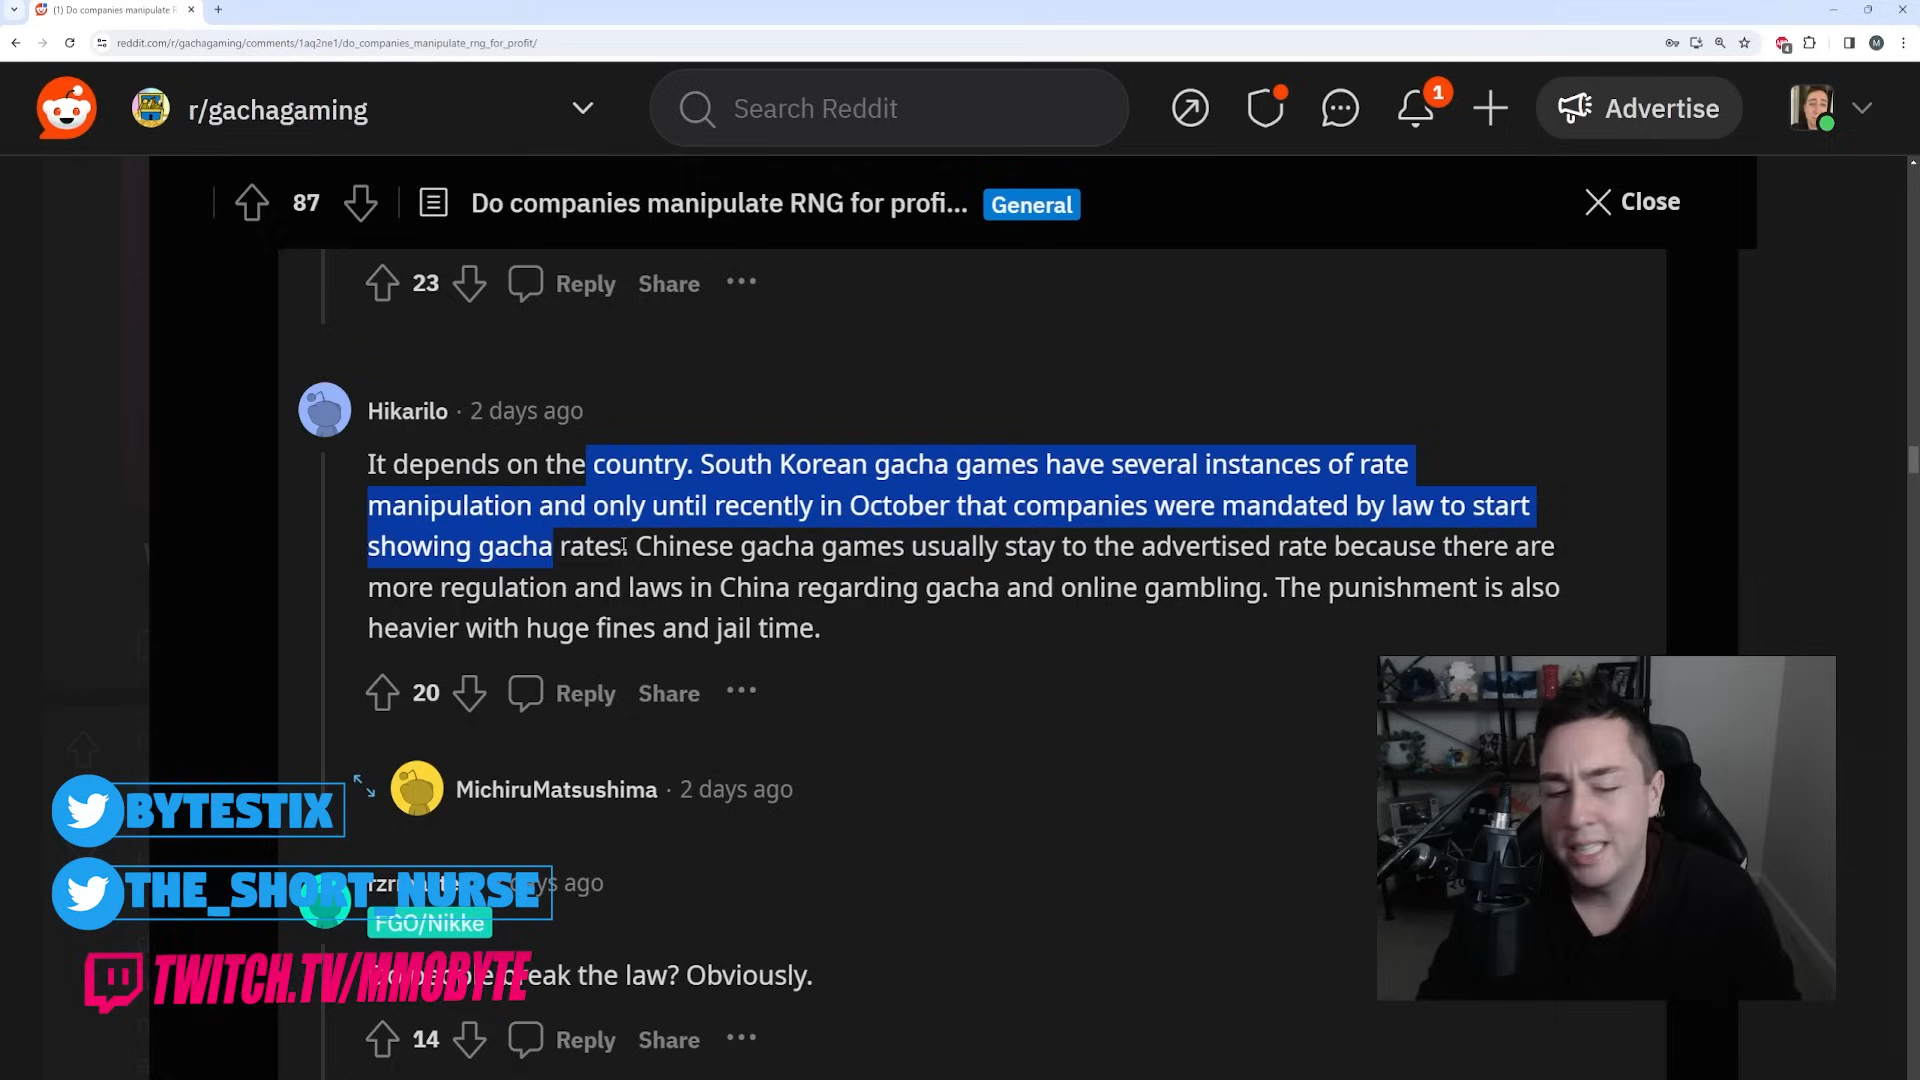 (1) Do companies manipulate R
reddit.com/r/gachagaming/comments/1aq2ne1/do_companies_manipulate_rng_for_profit/
r/gachagaming
Search Reddit
1
Advertise
87
Do companies manipulate RNG for profi...
General
Close
23
Reply
Share
Hikarilo · 2 days ago
It depends on the country. South Korean gacha games have several instances of rate
manipulation and only until recently in October that companies were mandated by law to start
showing gacha rates. Chinese gacha games usually stay to the advertised rate because there are
more regulation and laws in China regarding gacha and online gambling. The punishment is also
heavier with huge fines and jail time.
20
Reply
Share
MichiruMatsushima · 2 days ago
BYTESTIX
THE_SHORT_NURSE
ago
FGO/Nikke
TWITCH.TV/MMOBYTE
break the law? Obviously.
14
Reply
Share